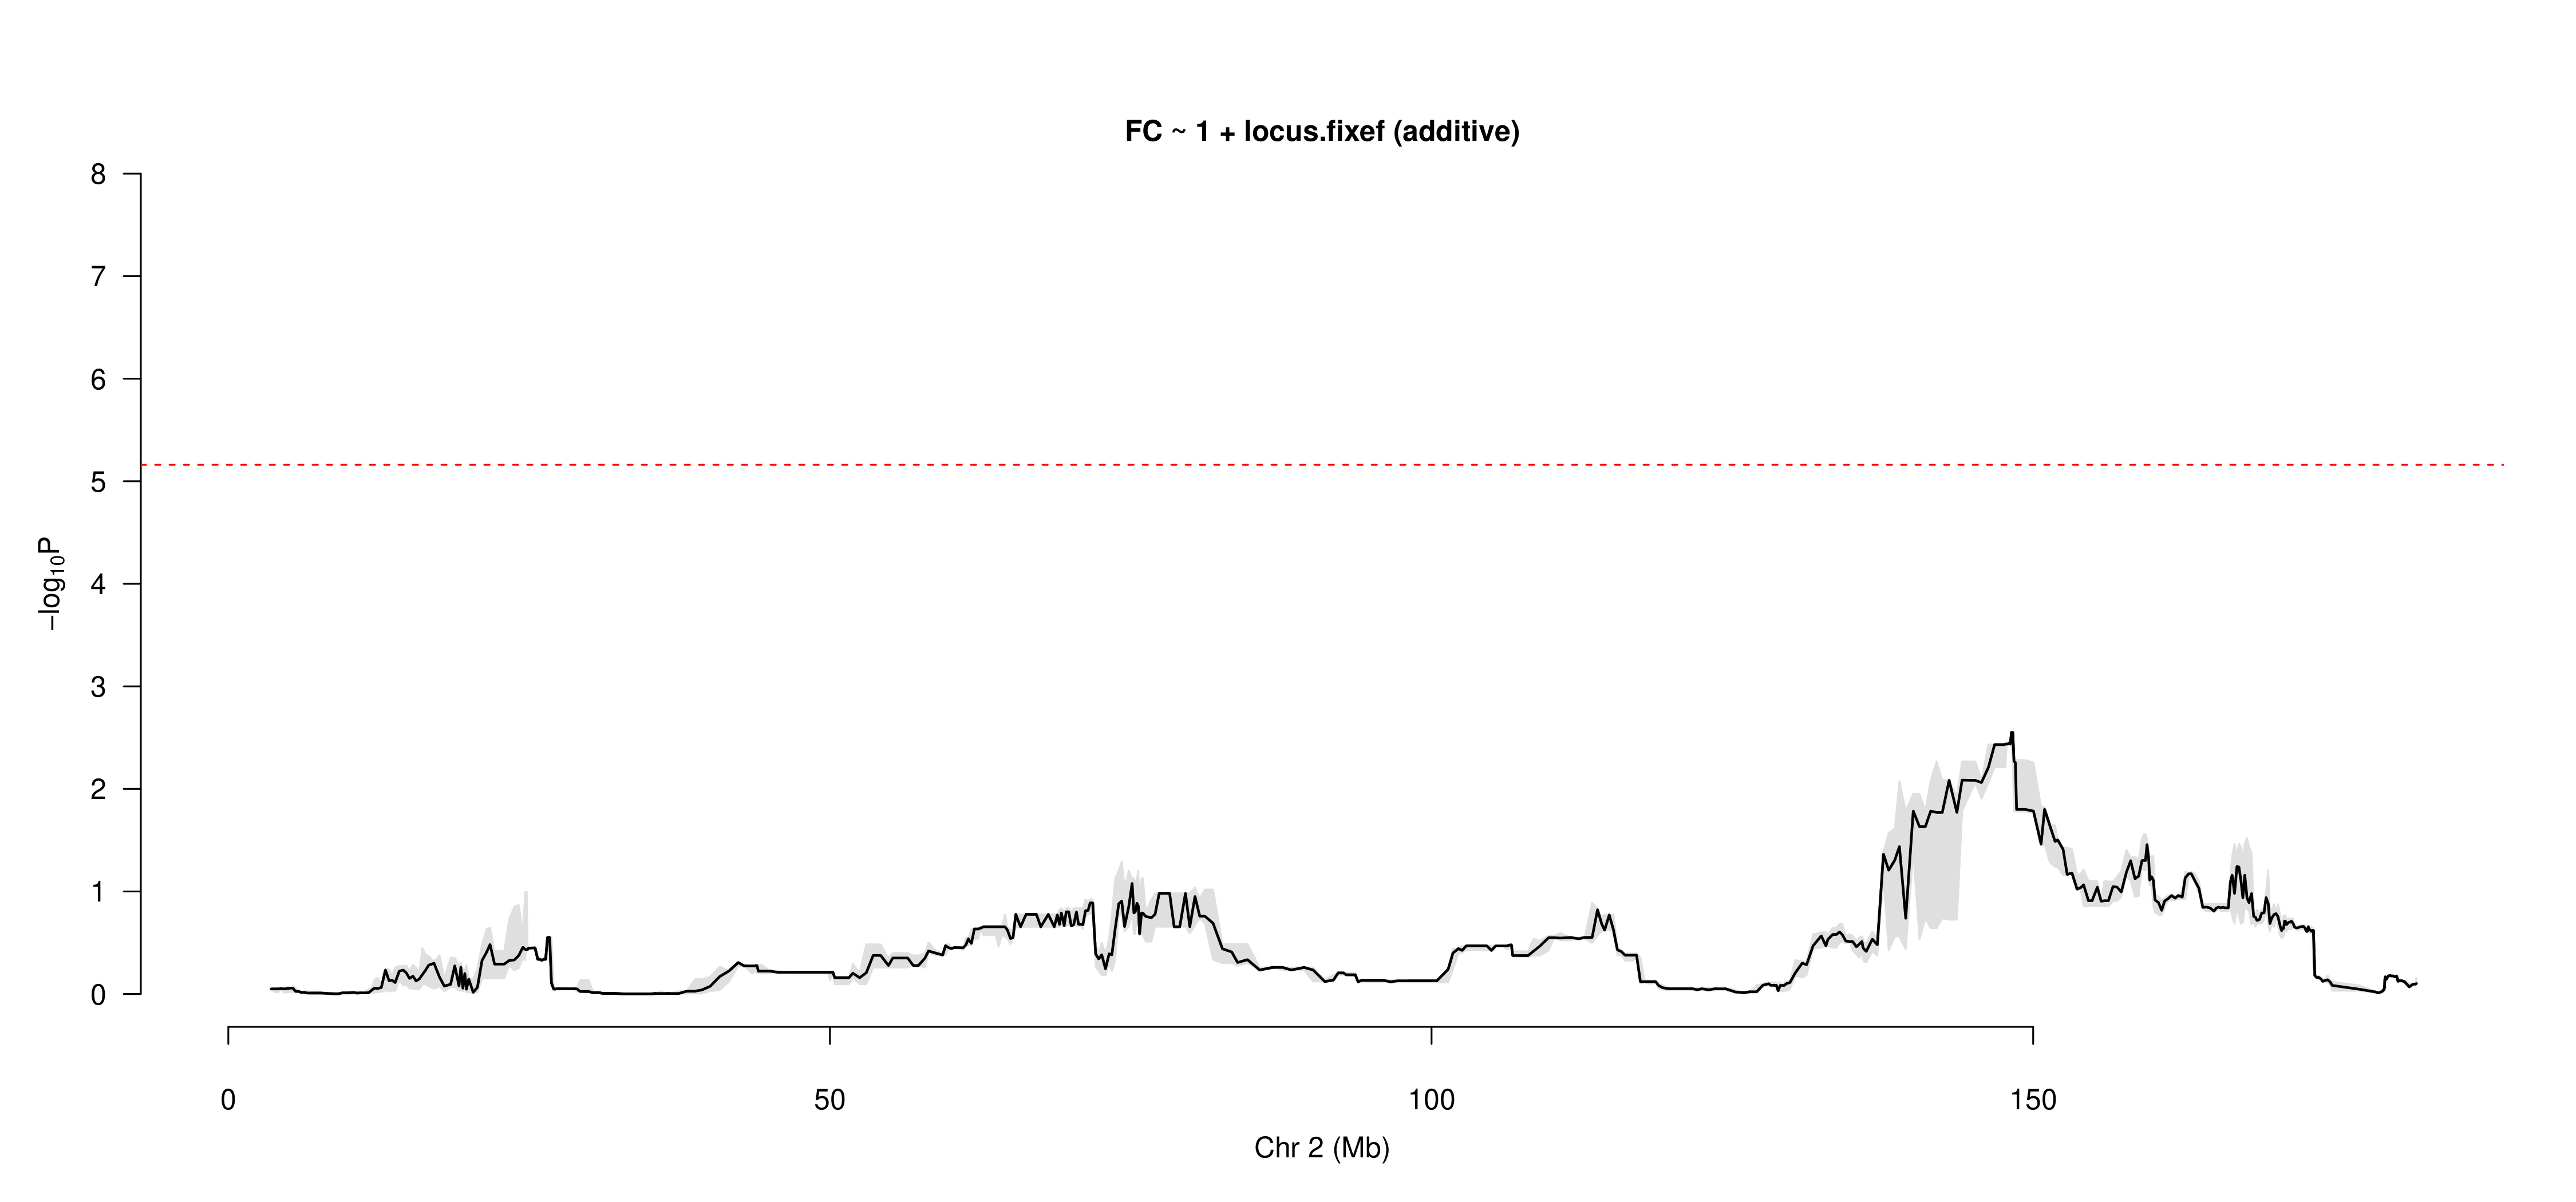 FC ~ 1 + locus.fixef (additive)
8
7
6
5
4
3
2
1
0
−log10P
0 50 100 150
Chr 2 (Mb)